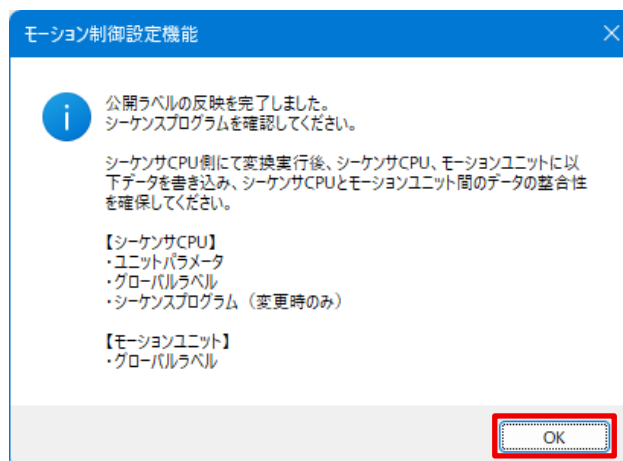 モーション制御設定機能
公開ラベルの反映を完了しました。
シーケンスプログラムを確認してください。
シーケンサCPU側にて変換実行後、シーケンサCPU、モーションユニットに以
下データを書き込み、シーケンサCPUとモーションユニット間のデータの整合性
を確保してください。
【シーケンサCPU】
・ユニットパラメータ
・グローバルラベル
・シーケンスプログラム（変更時のみ）
【モーションユニット】
・グローバルラベル
OK